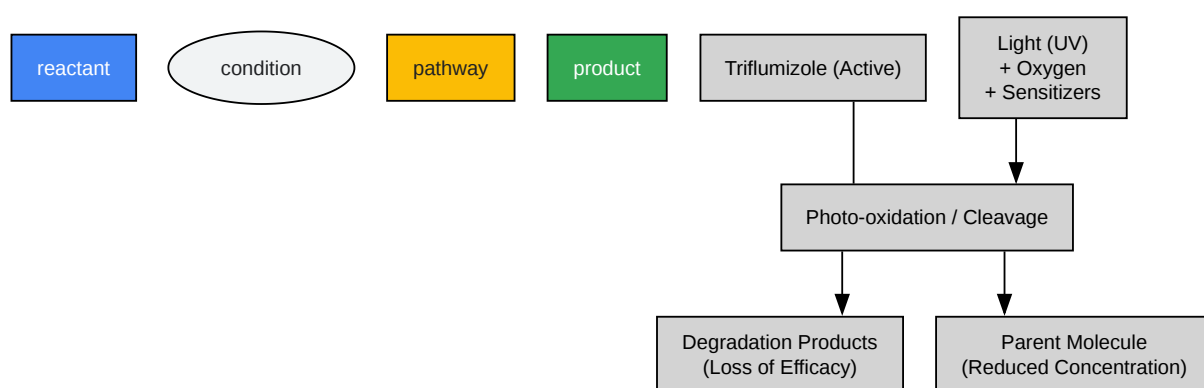 reactant
condition
pathway
product
Triflumizole (Active)
Light (UV)
+ Oxygen
+ Sensitizers
Photo-oxidation / Cleavage
Degradation Products
(Loss of Efficacy)
Parent Molecule
(Reduced Concentration)